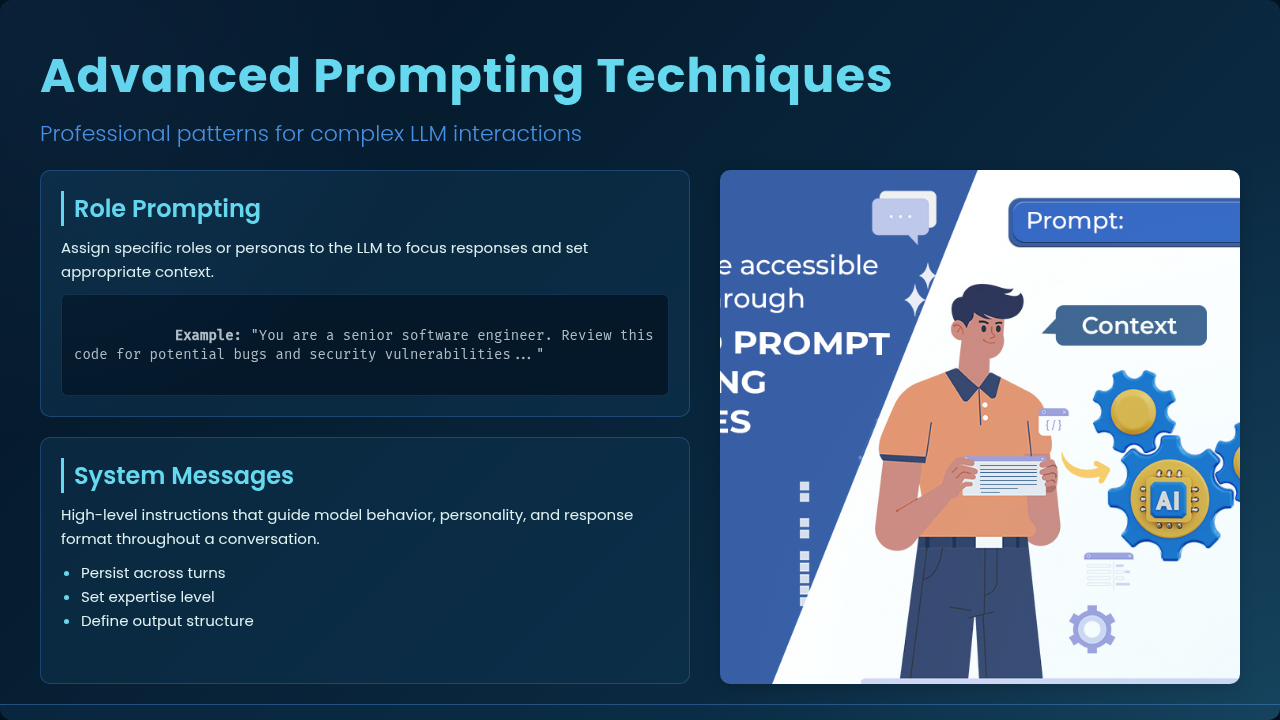 Advanced Prompting Techniques
Professional patterns for complex LLM interactions
Role Prompting
Assign specific roles or personas to the LLM to focus responses and set
appropriate context.
Example: "You are a senior software engineer. Review this
code for potential bugs and security vulnerabilities..."
System Messages
High-level instructions that guide model behavior, personality, and response
format throughout a conversation.
• Persist across turns
• Set expertise level
• Define output structure
e accessible
rough
PROMPT
NG
ES
Prompt:
Context
{/}
AI